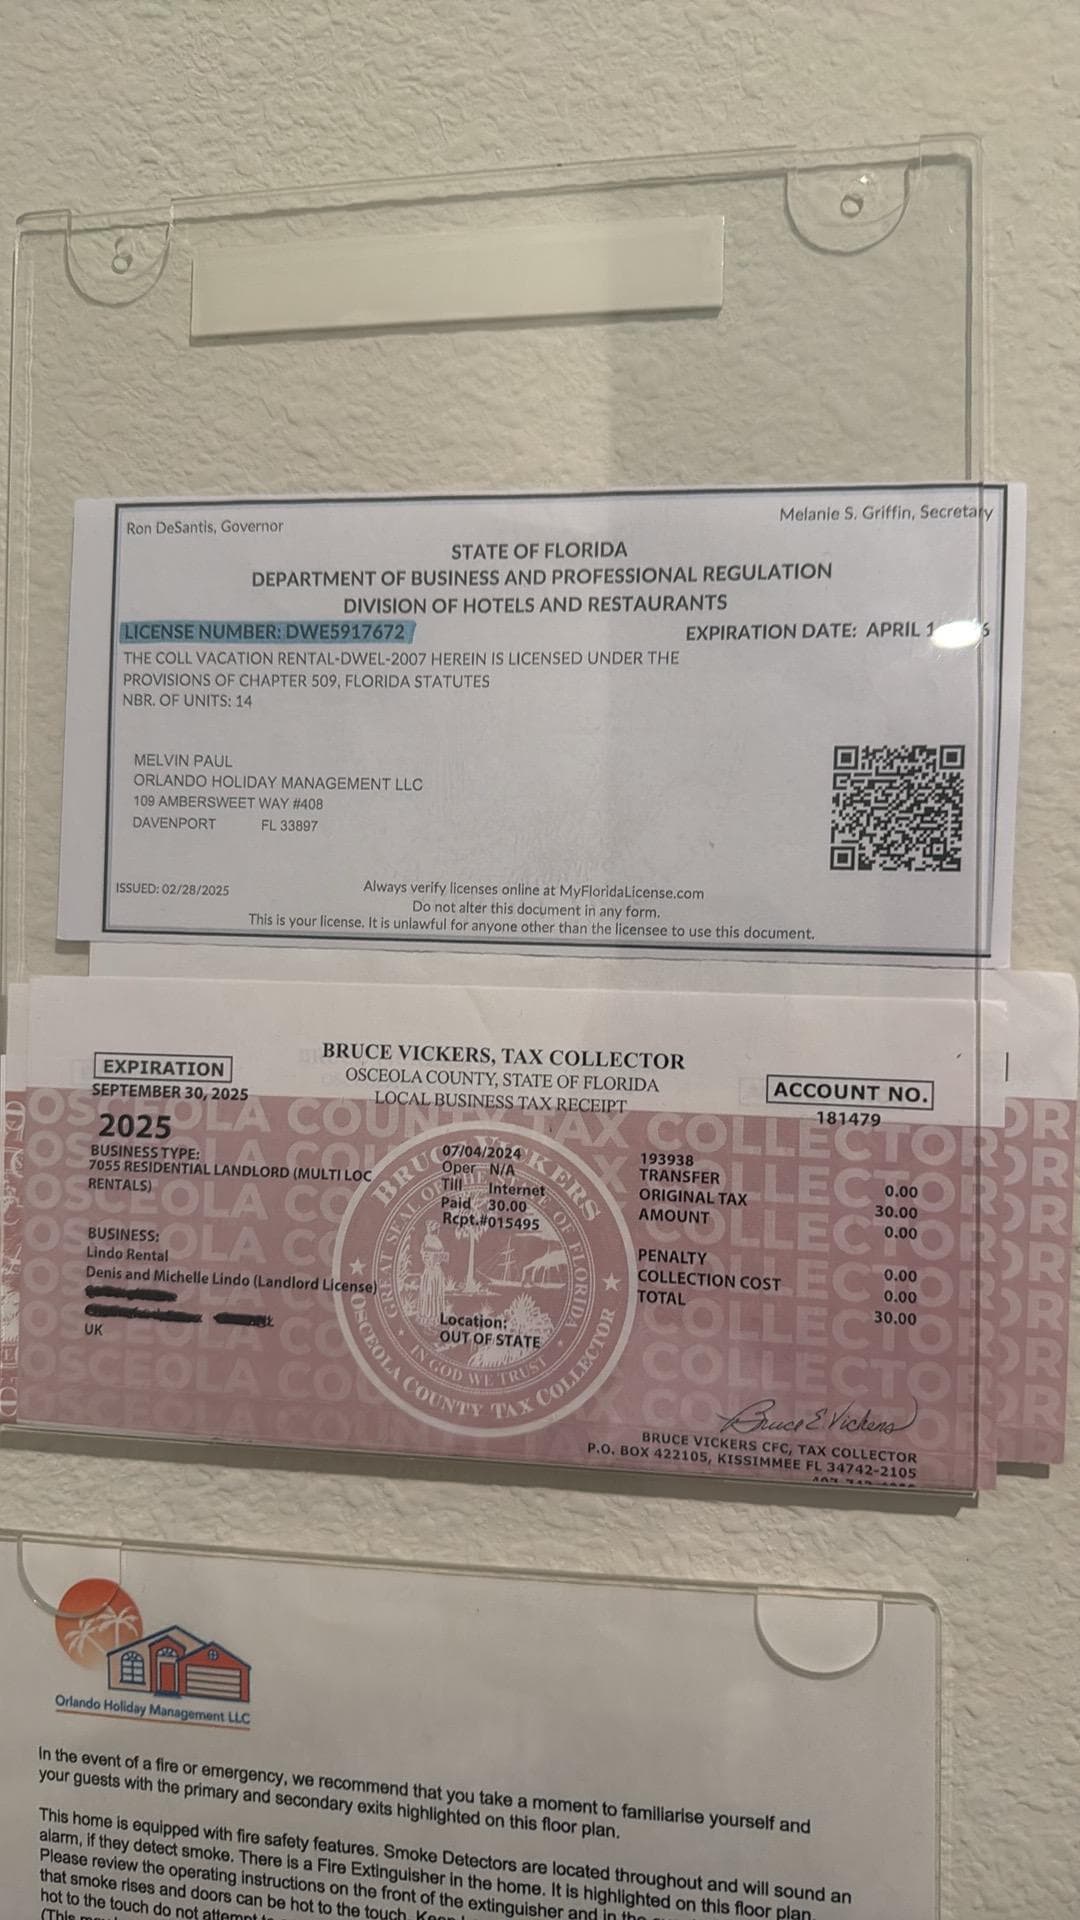 Ron DeSantis, Governor
Melanie S. Griffin, Secretary
STATE OF FLORIDA
DEPARTMENT OF BUSINESS AND PROFESSIONAL REGULATION
DIVISION OF HOTELS AND RESTAURANTS
LICENSE NUMBER: DWE5917672
EXPIRATION DATE: APRIL 1 6
THE COLL VACATION RENTAL-DWEL-2007 HEREIN IS LICENSED UNDER THE
PROVISIONS OF CHAPTER 509, FLORIDA STATUTES
NBR. OF UNITS: 14
MELVIN PAUL
ORLANDO HOLIDAY MANAGEMENT LLC
109 AMBERSWEET WAY #408
DAVENPORT FL 33897
ISSUED: 02/28/2025
Always verify licenses online at MyFloridaLicense.com
Do not alter this document in any form.
This is your license. It is unlawful for anyone other than the licensee to use this document.
BRUCE VICKERS, TAX COLLECTOR
OSCEOLA COUNTY, STATE OF FLORIDA
LOCAL BUSINESS TAX RECEIPT
EXPIRATION
SEPTEMBER 30, 2025
2025
ACCOUNT NO.
181479
BUSINESS TYPE:
7055 RESIDENTIAL LANDLORD (MULTI LOC
RENTALS)
BUSINESS:
Lindo Rental
Denis and Michelle Lindo (Landlord License)
UK
07/04/2024
Oper N/A
Till Internet
Paid 30.00
Rcpt.#015495
Location:
OUT OF STATE
193938
TRANSFER 0.00
ORIGINAL TAX 30.00
AMOUNT 0.00
PENALTY 0.00
COLLECTION COST 0.00
TOTAL 30.00
BRUCE VICKERS
GREAT SEAL OF THE STATE OF FLORIDA
IN GOD WE TRUST
OSCEOLA COUNTY TAX COLLECTOR
Bruce E. Vickers
BRUCE VICKERS CFC, TAX COLLECTOR
P.O. BOX 422105, KISSIMMEE FL 34742-2105
Orlando Holiday Management LLC
In the event of a fire or emergency, we recommend that you take a moment to familiarise yourself and
your guests with the primary and secondary exits highlighted on this floor plan.
This home is equipped with fire safety features. Smoke Detectors are located throughout and will sound an
alarm, if they detect smoke. There is a Fire Extinguisher in the home. It is highlighted on this floor plan.
Please review the operating instructions on the front of the extinguisher and in the
that smoke rises and doors can be hot to the touch.
hot to the touch do not attempt
(This